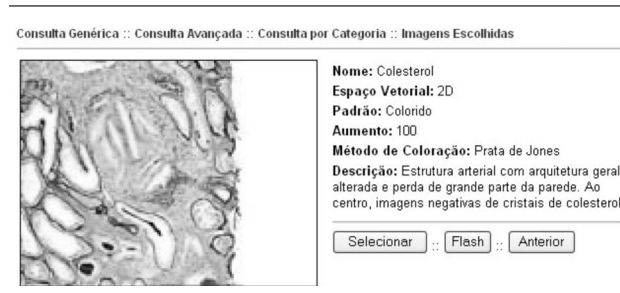 Consulta Genérica :: Consulta Avançada :: Consulta por Categoria :: Imagens Escolhidas
Nome: Colesterol
Espaço Vetorial: 2D
Padrão: Colorido
Aumento: 100
Método de Coloração: Prata de Jones
Descrição: Estrutura arterial com arquitetura geral
alterada e perda de grande parte da parede. Ao
centro, imagens negativas de cristais de colesterol
Selecionar :: Flash :: Anterior